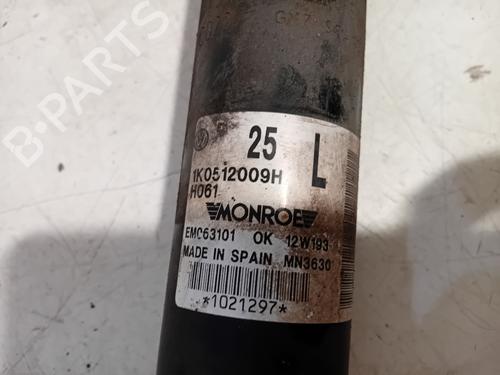 25 L
1K0512009H
H061
MONROE
EMC63101 OK 12W193
MADE IN SPAIN MN3630
*1021297*
B-Parts